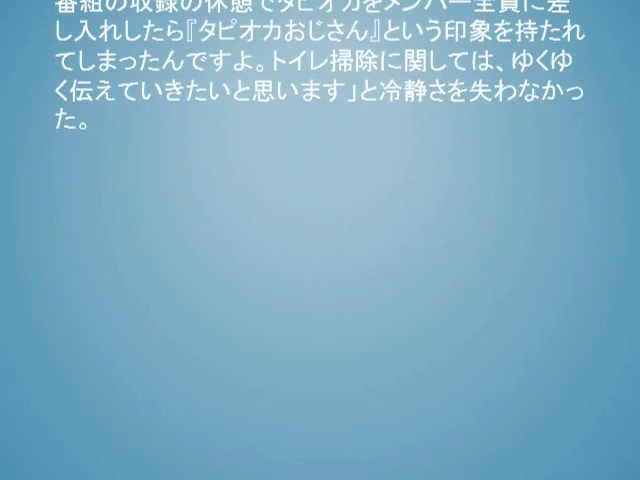 番組の収録の休憩でタピオカをメンバー全員に差
し入れしたら『タピオカおじさん』という印象を持たれ
てしまったんですよ。トイレ掃除に関しては、ゆくゆ
く伝えていきたいと思います」と冷静さを失わなかっ
た。